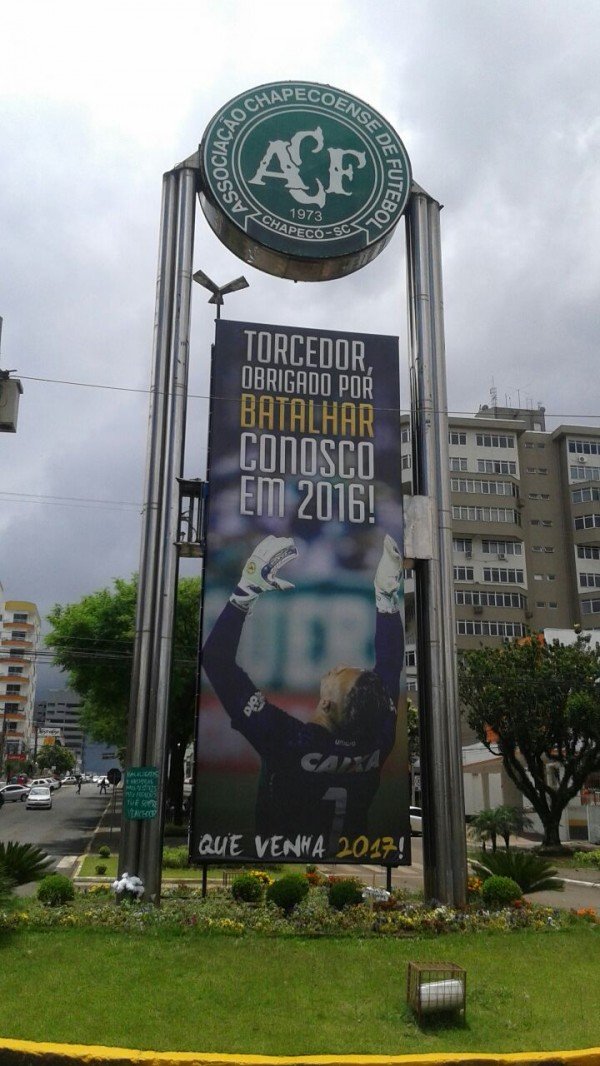 ASSOCIAÇÃO CHAPECOENSE DE FUTEBOL
ACF
1973
CHAPECÓ-SC
TORCEDOR,
OBRIGADO POR
BATALHAR
CONOSCO
EM 2016!
CAIXA
1
QUE VENHA 2017!